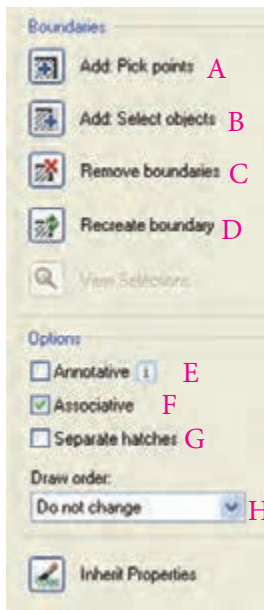 Boundaries
Add: Pick points A
Add: Select objects B
Remove boundaries C
Recreate boundary D
View Selections
Options
Annotative i E
Associative F
Separate hatches G
Draw order:
Do not change H
Inherit Properties